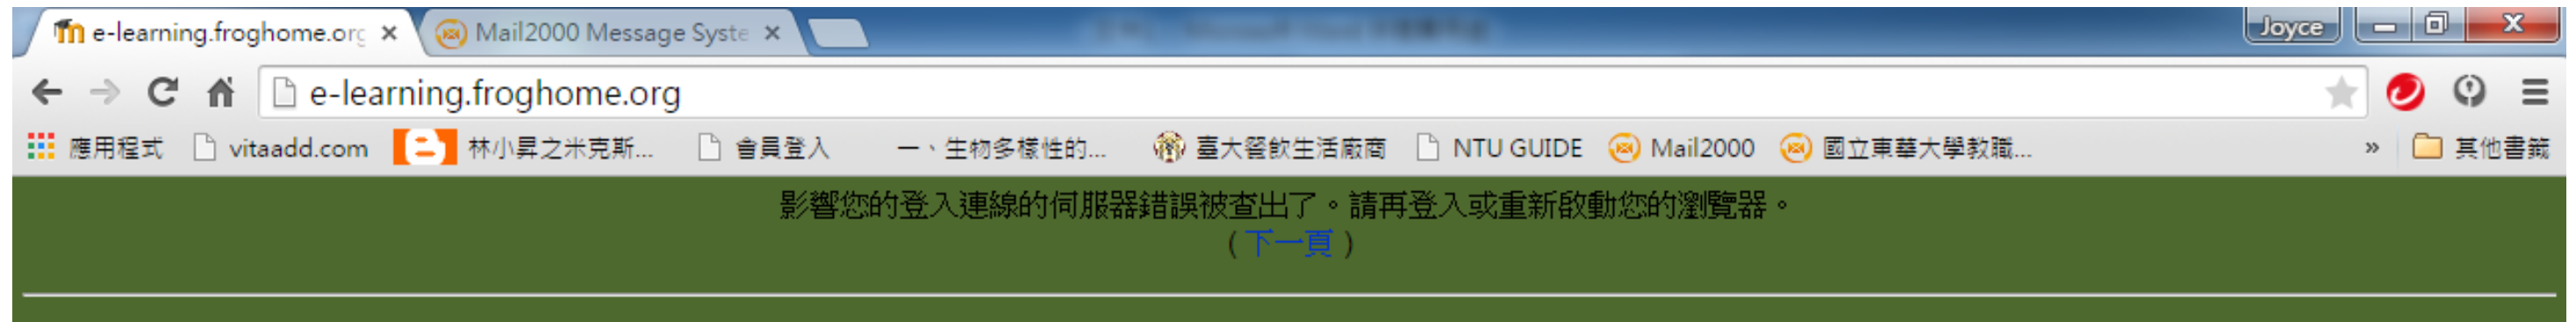 e-learning.froghome.org
Mail2000 Message Syste
Joyce
e-learning.froghome.org
應用程式 vitaadd.com 林小昇之米克斯... 會員登入 一、生物多樣性的... 臺大餐飲生活廠商 NTU GUIDE Mail2000 國立東華大學教職... » 其他書籤
影響您的登入連線的伺服器錯誤被查出了。請再登入或重新啟動您的瀏覽器。
(下一頁)